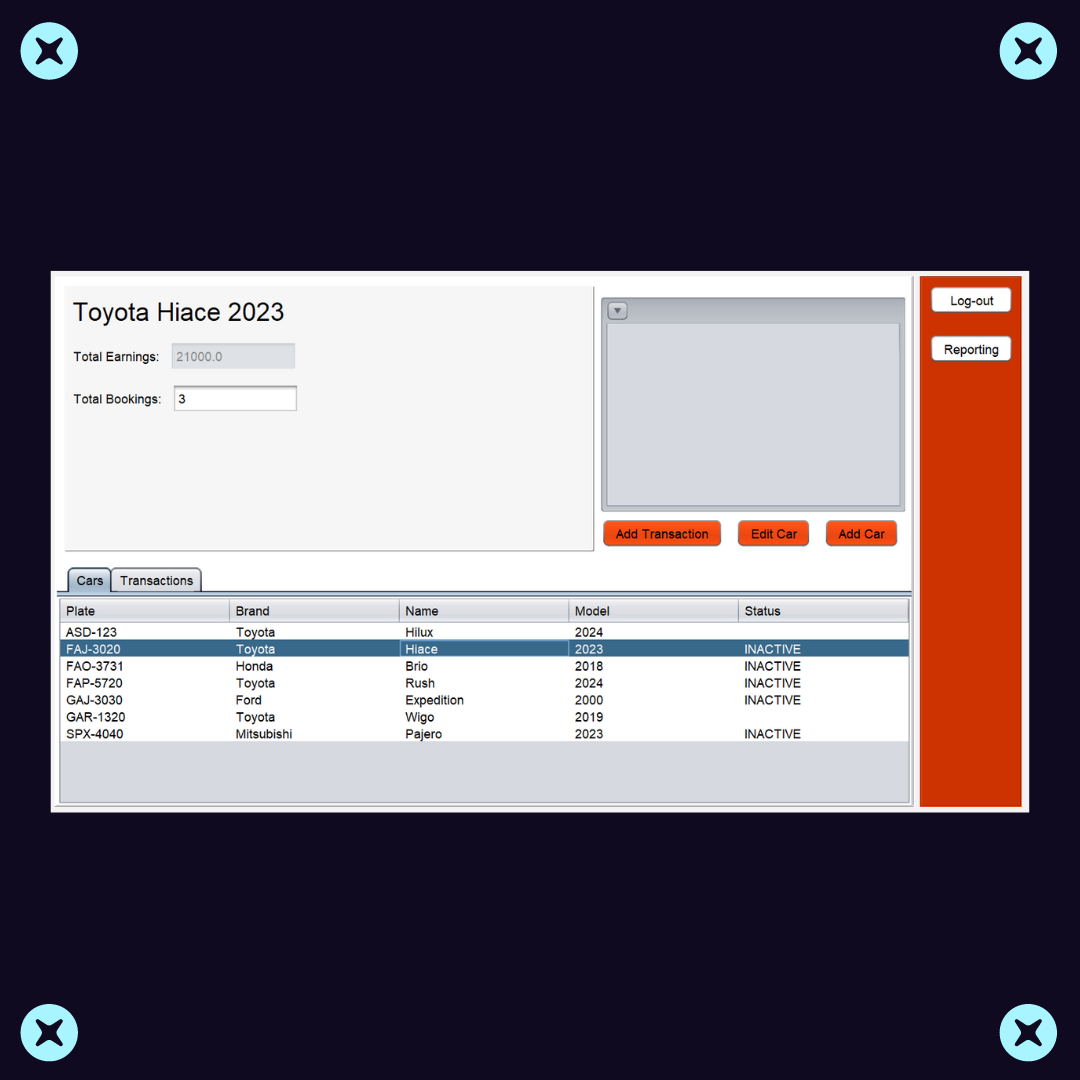 Toyota Hiace 2023
Total Earnings: 21000.0
Total Bookings: 3
Log-out
Reporting
Add Transaction Edit Car Add Car
Cars Transactions
Plate Brand Name Model Status
ASD-123 Toyota Hilux 2024
FAJ-3020 Toyota Hiace 2023 INACTIVE
FAO-3731 Honda Brio 2018 INACTIVE
FAP-5720 Toyota Rush 2024 INACTIVE
GAJ-3030 Ford Expedition 2000 INACTIVE
GAR-1320 Toyota Wigo 2019
SPX-4040 Mitsubishi Pajero 2023 INACTIVE